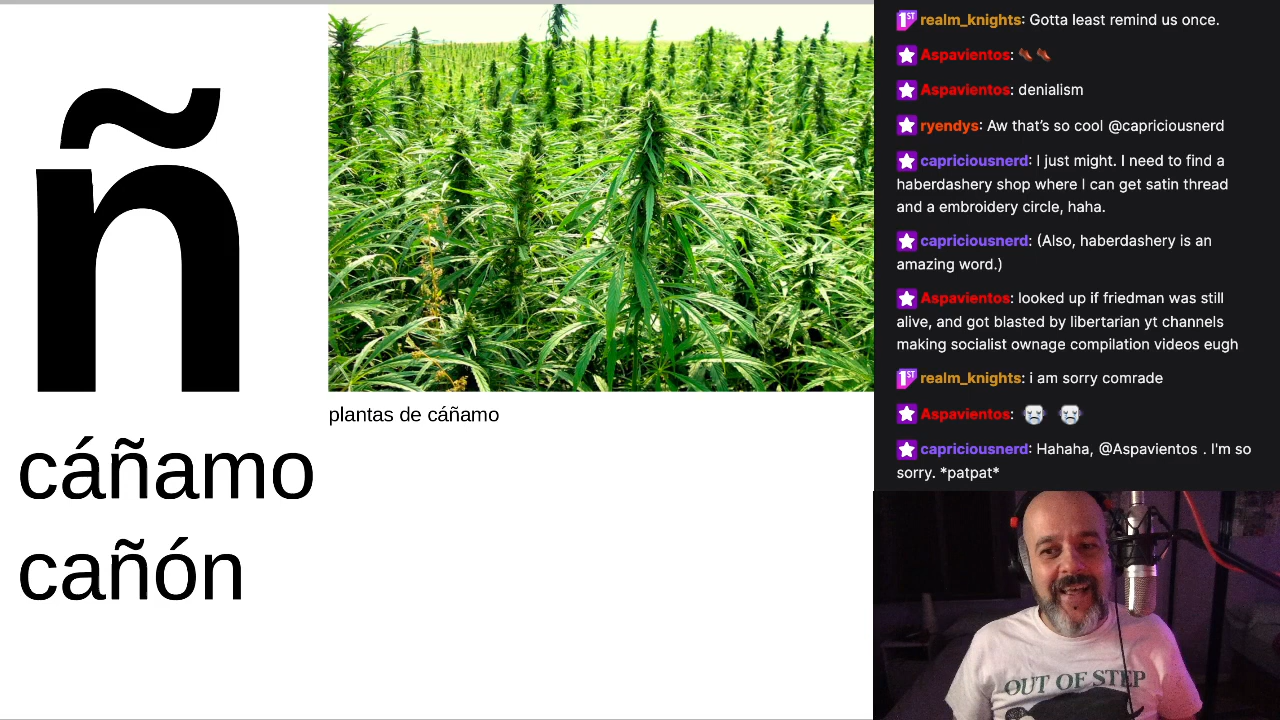 ñ
cáñamo
cañón
plantas de cáñamo
1ST realm_knights: Gotta least remind us once.
Aspavientos:
Aspavientos: denialism
ryendys: Aw that’s so cool @capriciousnerd
capriciousnerd: I just might. I need to find a
haberdashery shop where I can get satin thread
and a embroidery circle, haha.
capriciousnerd: (Also, haberdashery is an
amazing word.)
Aspavientos: looked up if friedman was still
alive, and got blasted by libertarian yt channels
making socialist ownage compilation videos eugh
1ST realm_knights: i am sorry comrade
Aspavientos:
capriciousnerd: Hahaha, @Aspavientos . I'm so
sorry. *patpat*
OUT OF STEP